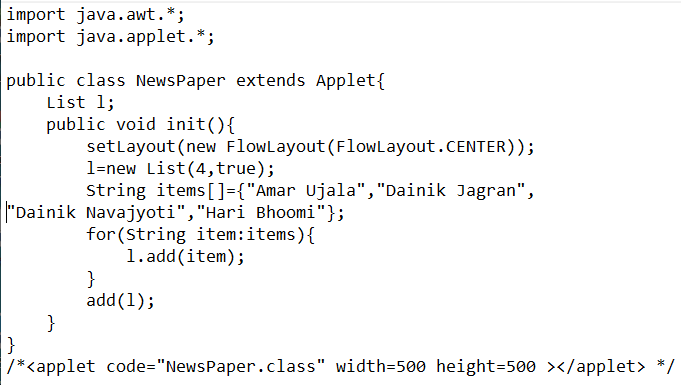 import java.awt.*;
import java.applet.*;

public class NewsPaper extends Applet{
    List l;
    public void init(){
        setLayout(new FlowLayout(FlowLayout.CENTER));
        l=new List(4,true);
        String items[]={"Amar Ujala","Dainik Jagran",
"Dainik Navajyoti","Hari Bhoomi"};
        for(String item:items){
            l.add(item);
        }
        add(l);
    }
}
/*<applet code="NewsPaper.class" width=500 height=500 ></applet> */